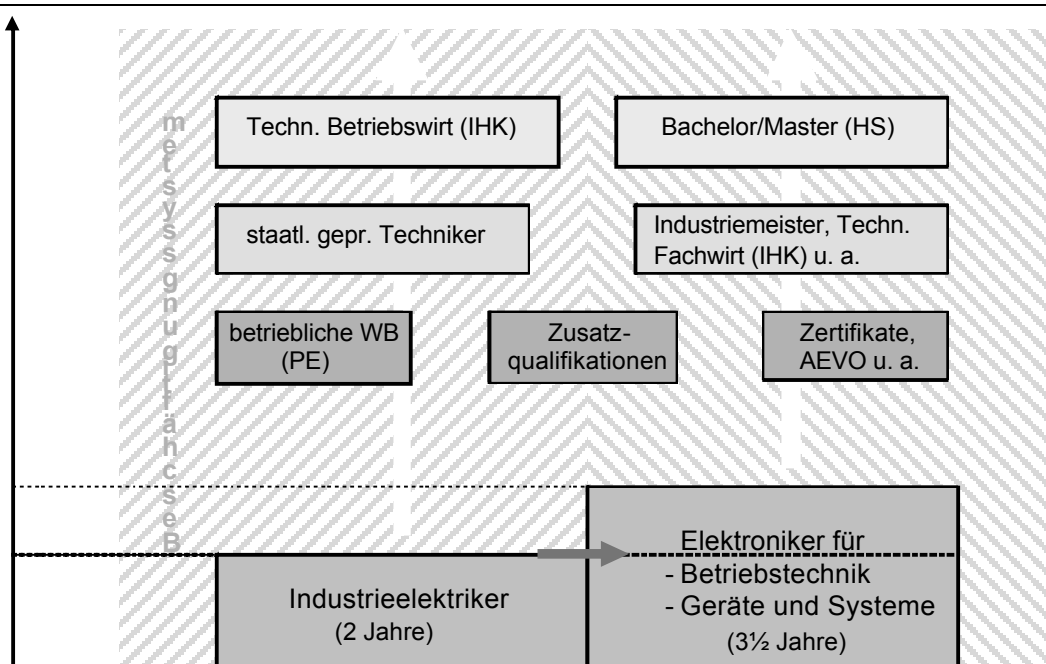 Techn. Betriebswirt (IHK)
Bachelor/Master (HS)
staatl. gepr. Techniker
Industriemeister, Techn.
Fachwirt (IHK) u. a.
betriebliche WB
(PE)
Zusatz-
qualifikationen
Zertifikate,
AEVO u. a.
Beschäftigungssystem
Elektroniker für
- Betriebstechnik
- Geräte und Systeme
(3½ Jahre)
Industrieelektriker
(2 Jahre)